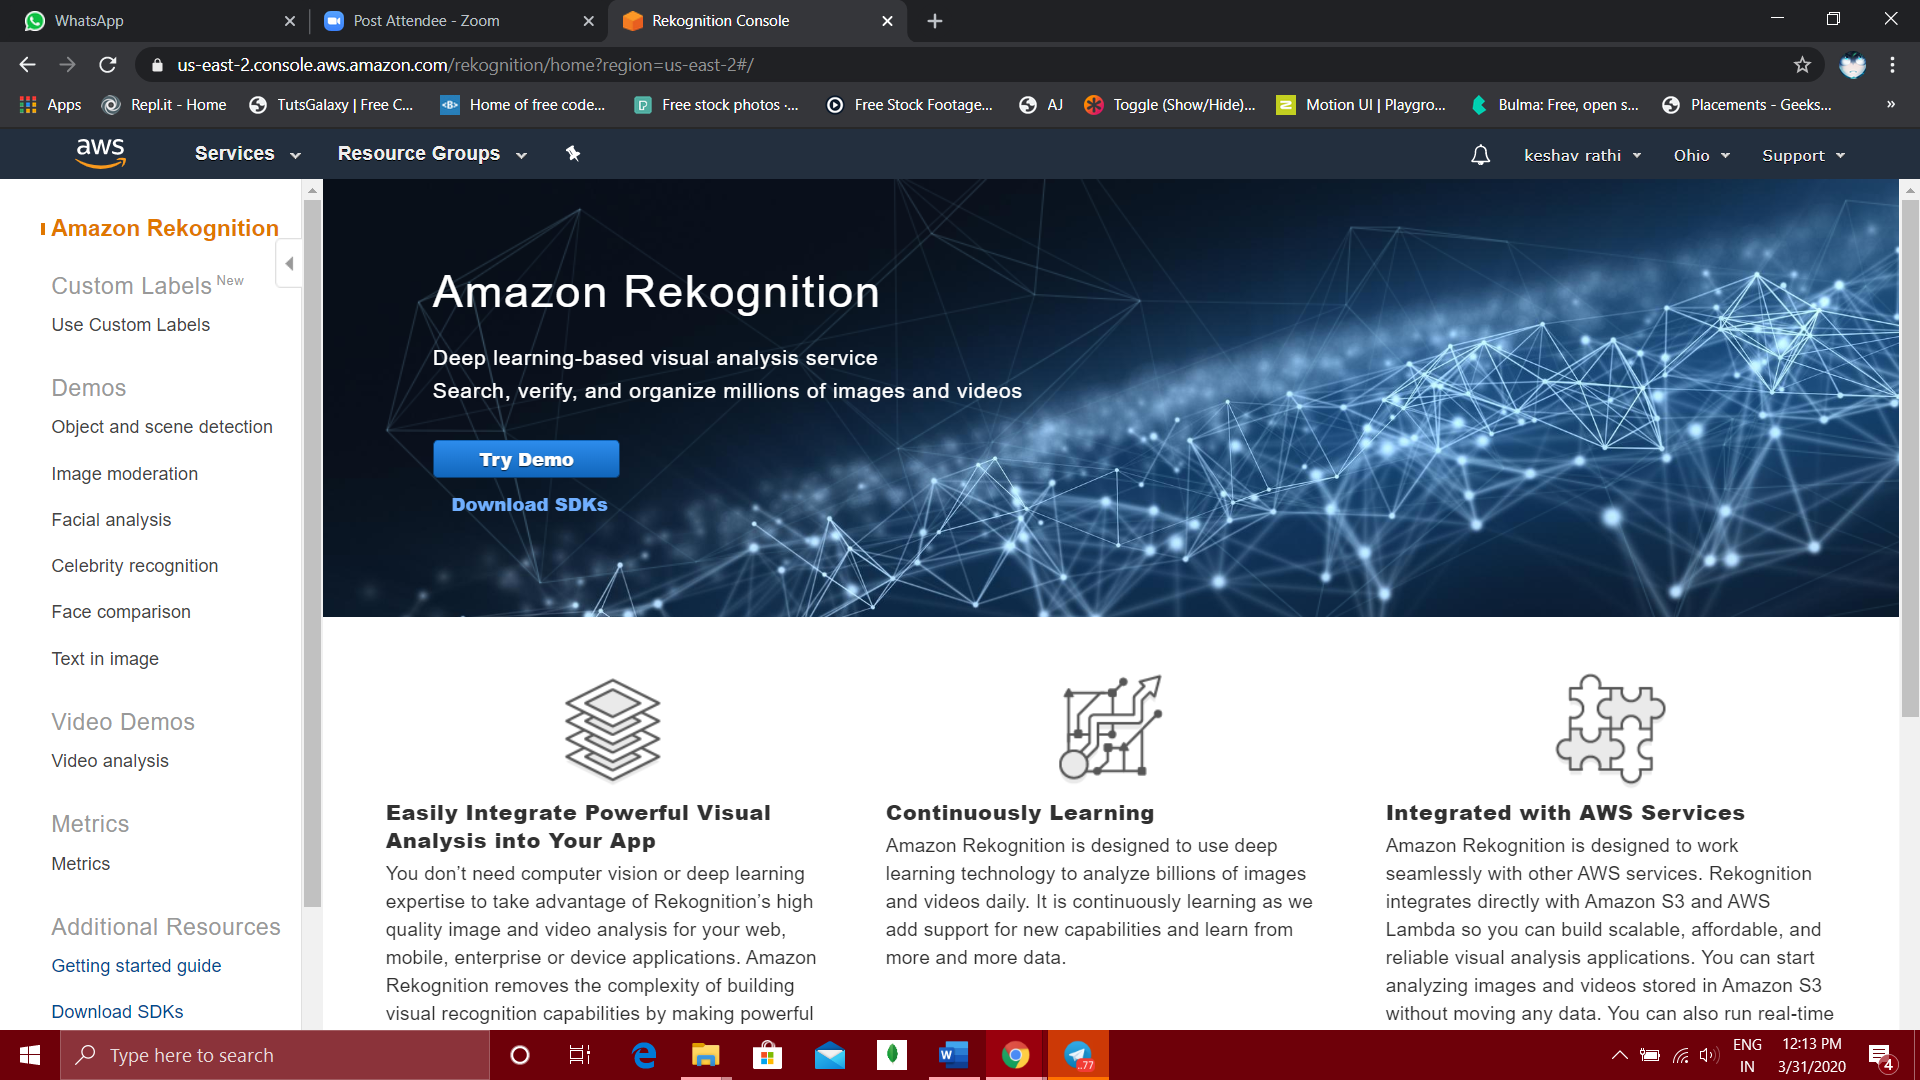 WhatsApp
Post Attendee - Zoom
Rekognition Console
us-east-2.console.aws.amazon.com/rekognition/home?region=us-east-2#/
Apps
Repl.it - Home
TutsGalaxy | Free C...
<B>
Home of free code...
Free stock photos ·...
Free Stock Footage...
AJ
Toggle (Show/Hide)...
Motion UI | Playgro...
Bulma: Free, open s...
Placements - Geeks...
»
aws
Services
Resource Groups
keshav rathi
Ohio
Support
Amazon Rekognition
Custom Labels New
Use Custom Labels
Demos
Object and scene detection
Image moderation
Facial analysis
Celebrity recognition
Face comparison
Text in image
Video Demos
Video analysis
Metrics
Metrics
Additional Resources
Getting started guide
Download SDKs
Amazon Rekognition
Deep learning-based visual analysis service
Search, verify, and organize millions of images and videos
Try Demo
Download SDKs
Easily Integrate Powerful Visual
Analysis into Your App
You don’t need computer vision or deep learning
expertise to take advantage of Rekognition’s high
quality image and video analysis for your web,
mobile, enterprise or device applications. Amazon
Rekognition removes the complexity of building
visual recognition capabilities by making powerful
Continuously Learning
Amazon Rekognition is designed to use deep
learning technology to analyze billions of images
and videos daily. It is continuously learning as we
add support for new capabilities and learn from
more and more data.
Integrated with AWS Services
Amazon Rekognition is designed to work
seamlessly with other AWS services. Rekognition
integrates directly with Amazon S3 and AWS
Lambda so you can build scalable, affordable, and
reliable visual analysis applications. You can start
analyzing images and videos stored in Amazon S3
without moving any data. You can also run real-time
Type here to search
W
..77
ENG
IN
12:13 PM
3/31/2020
4